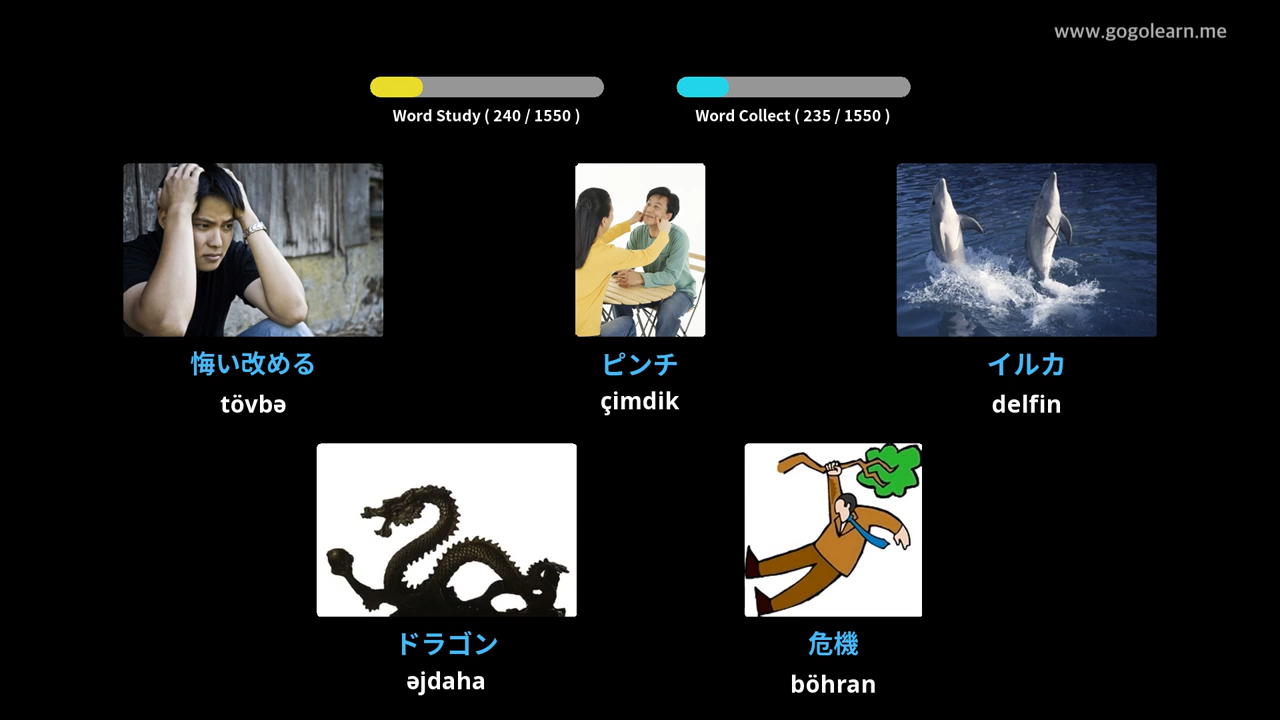 www.gogolearn.me
Word Study ( 240 / 1550 )
Word Collect ( 235 / 1550 )
悔い改める
tövbə
ピンチ
çimdik
イルカ
delfin
ドラゴン
əjdaha
危機
böhran